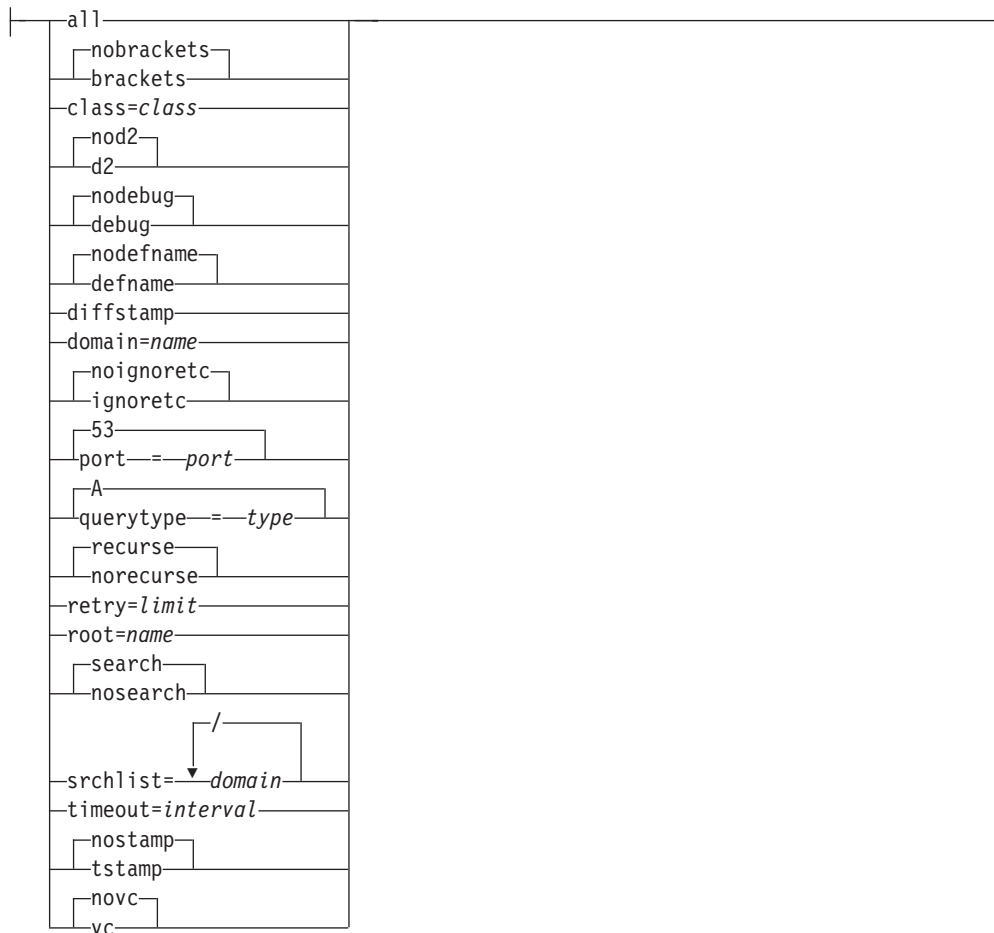 all
nobrackets
brackets
class=class
nod2
d2
nodebug
debug
nodefname
defname
diffstamp
domain=name
noignoretc
ignoretc
53
port = port
A
querytype = type
recurse
norecurse
retry=limit
root=name
search
nosearch
/
srchlist= domain
timeout=interval
nostamp
tstamp
novc
vc